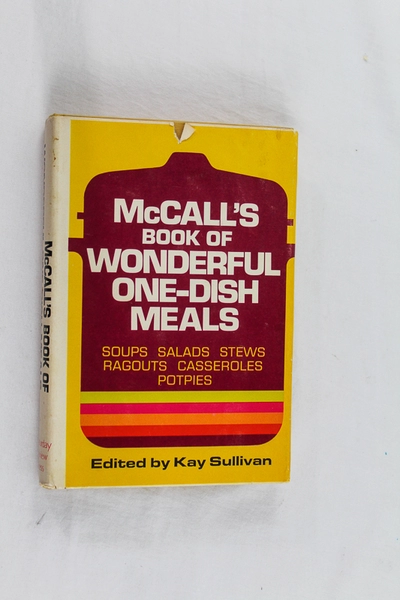 McCALL'S
BOOK OF
WONDERFUL
ONE-DISH
MEALS
SOUPS SALADS STEWS
RAGOUTS CASSEROLES
POTPIES
Edited by Kay Sullivan
McCALL'S BOOK OF